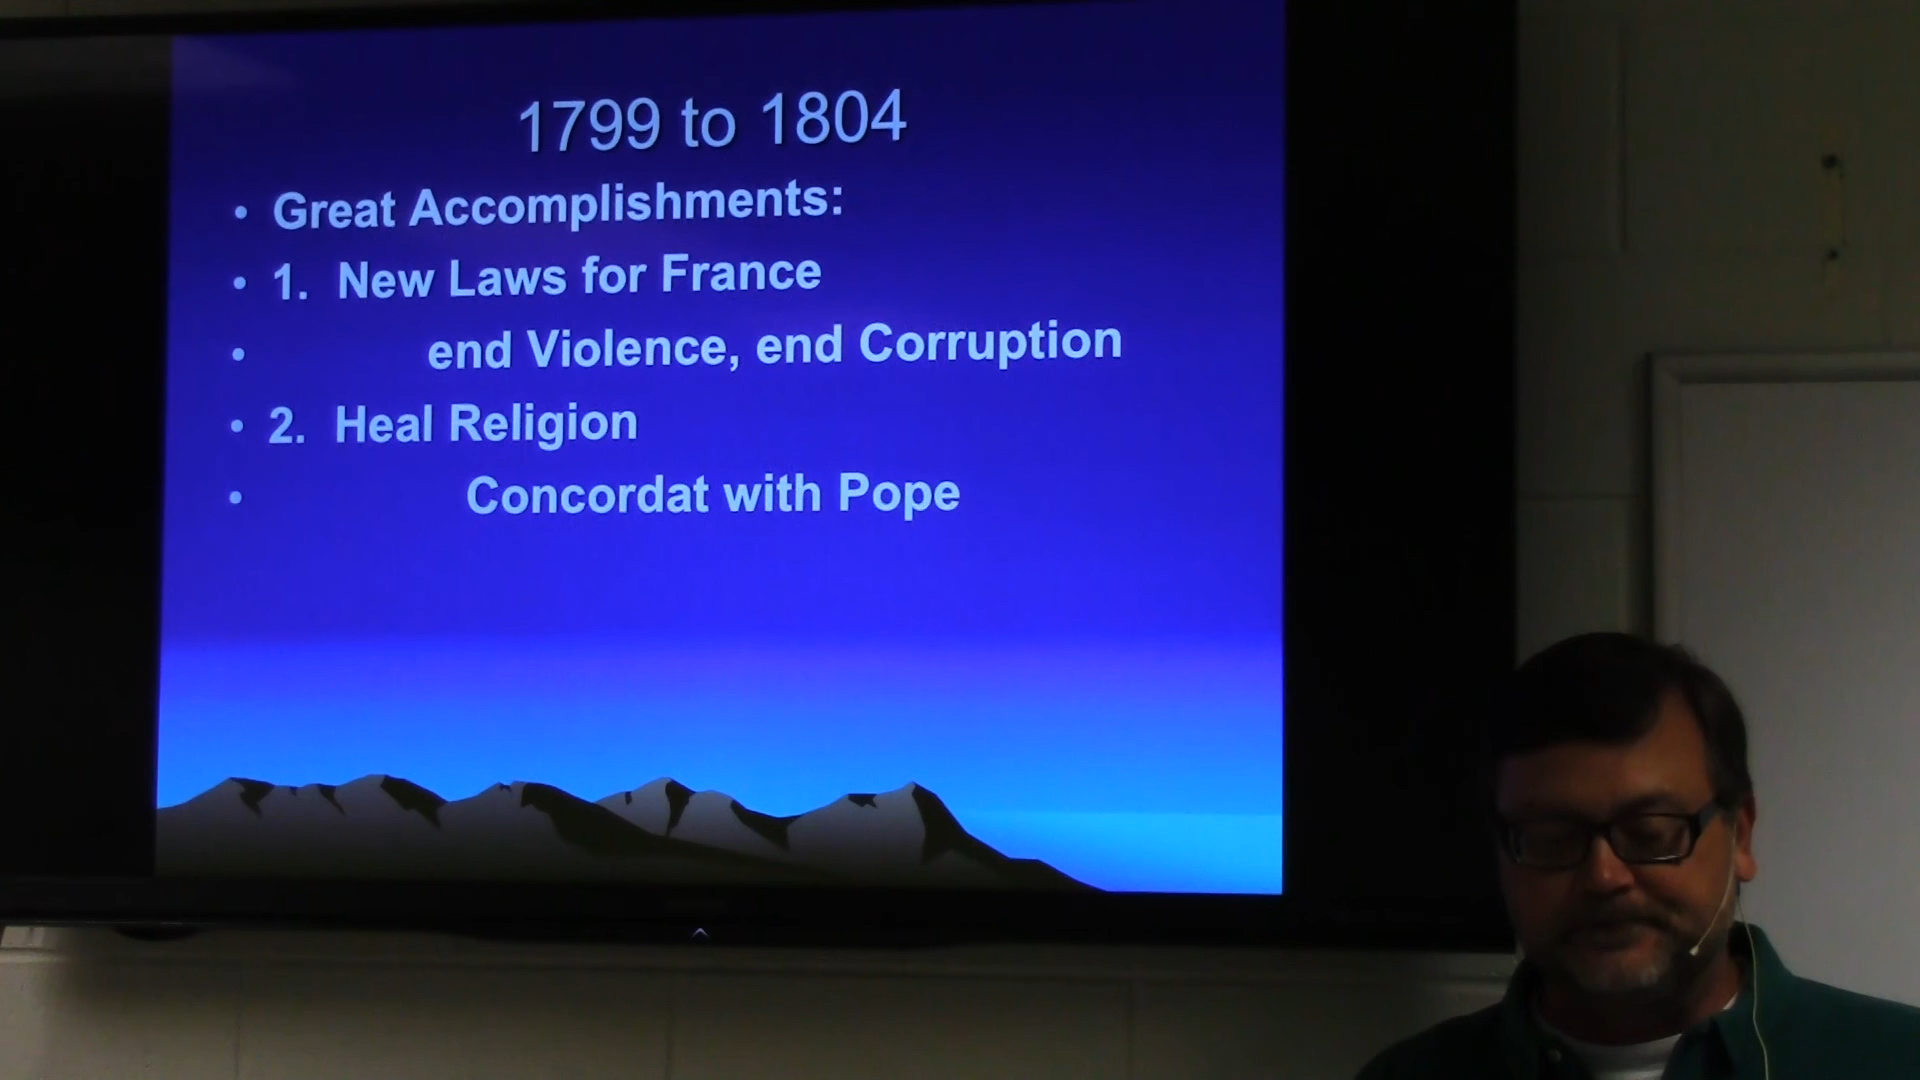 1799 to 1804
• Great Accomplishments:
• 1. New Laws for France
• end Violence, end Corruption
• 2. Heal Religion
• Concordat with Pope